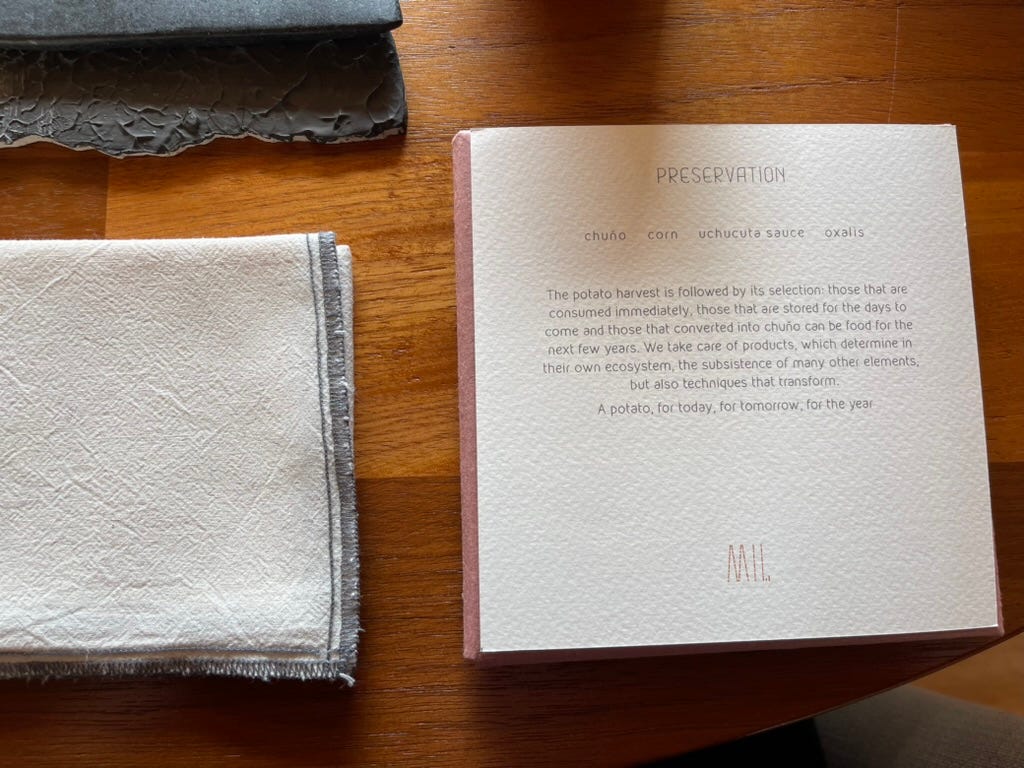 PRESERVATION
chuño corn uchucuta sauce oxalis
The potato harvest is followed by its selection: those that are
consumed immediately, those that are stored for the days to
come and those that converted into chuño can be food for the
next few years. We take care of products, which determine in
their own ecosystem, the subsistence of many other elements,
but also techniques that transform.
A potato, for today, for tomorrow, for the year
MIL